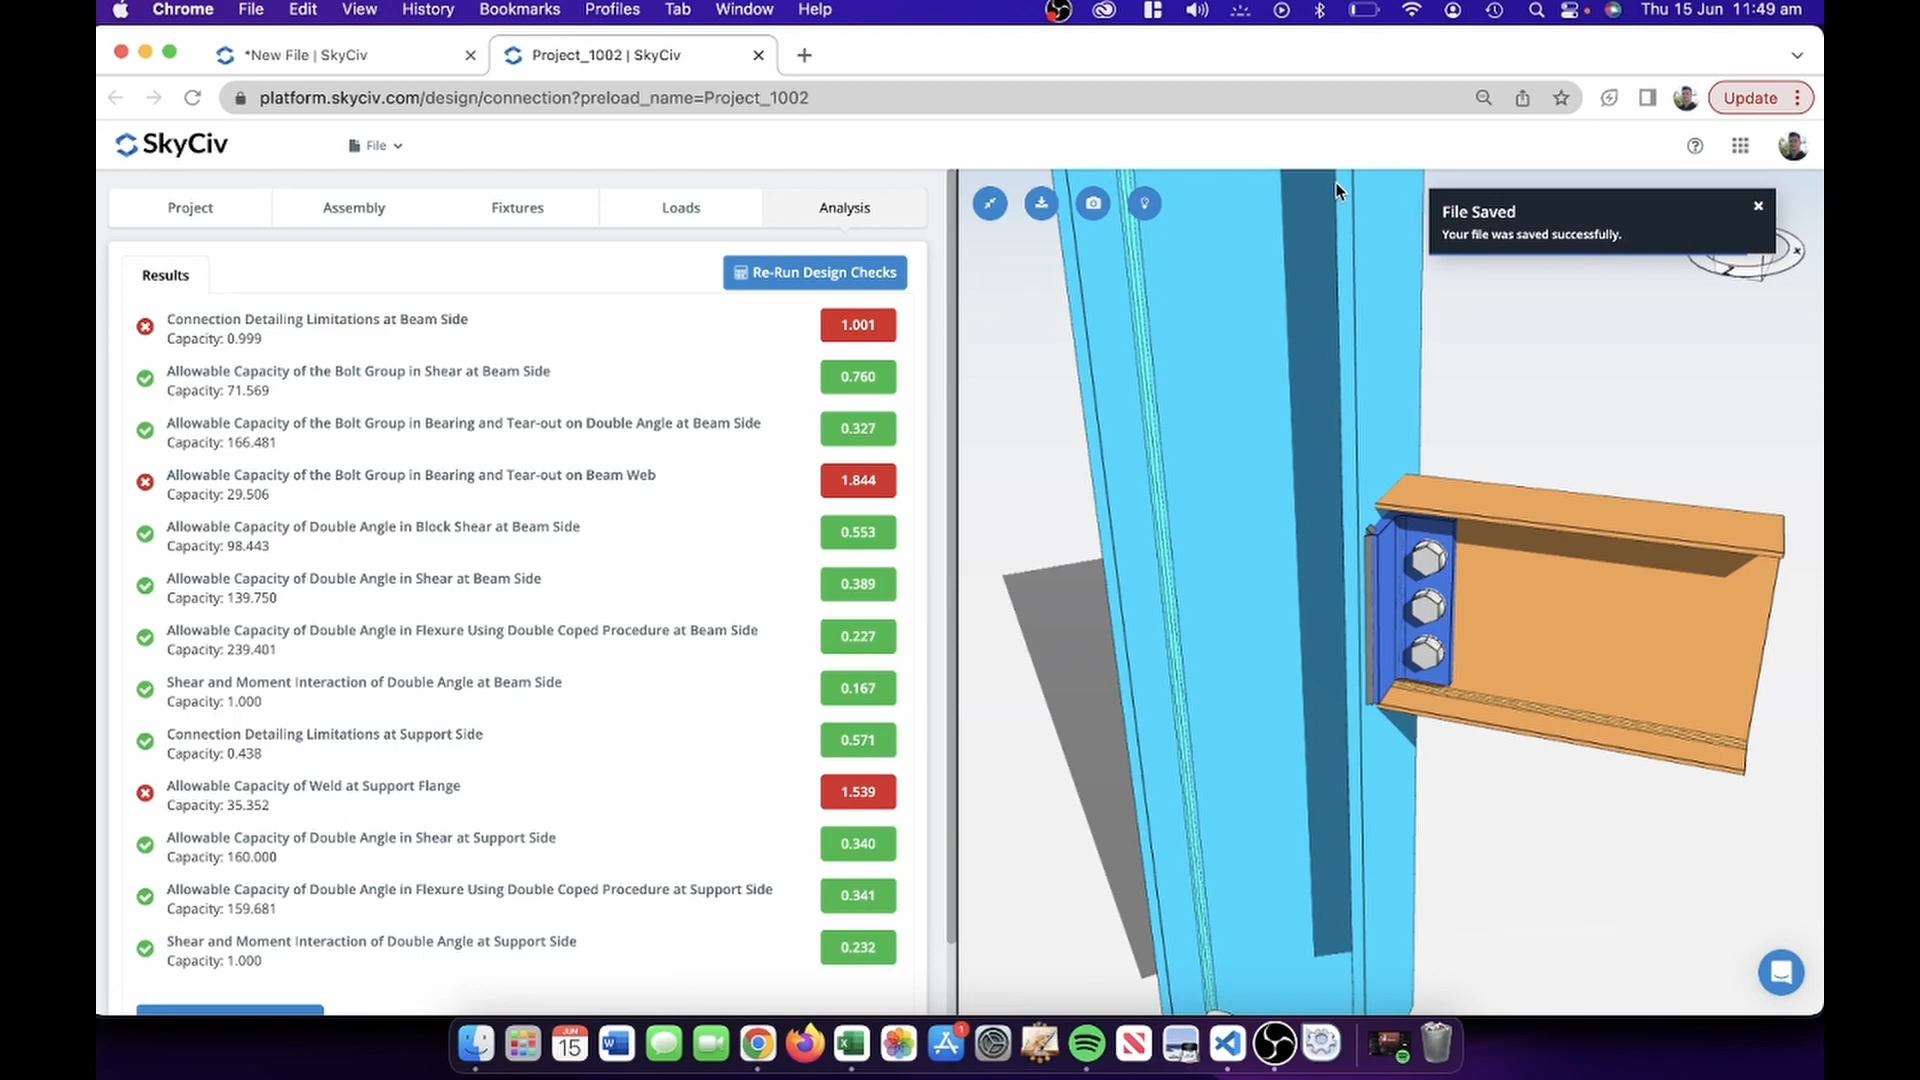 Chrome File Edit View History Bookmarks Profiles Tab Window Help Thu 15 Jun 11:49 am
*New File | SkyCiv
Project_1002 | SkyCiv
platform.skyciv.com/design/connection?preload_name=Project_1002
Update
SkyCiv
File
Project Assembly Fixtures Loads Analysis
File Saved
Your file was saved successfully.
Results
Re-Run Design Checks
Connection Detailing Limitations at Beam Side
Capacity: 0.999
1.001
Allowable Capacity of the Bolt Group in Shear at Beam Side
Capacity: 71.569
0.760
Allowable Capacity of the Bolt Group in Bearing and Tear-out on Double Angle at Beam Side
Capacity: 166.481
0.327
Allowable Capacity of the Bolt Group in Bearing and Tear-out on Beam Web
Capacity: 29.506
1.844
Allowable Capacity of Double Angle in Block Shear at Beam Side
Capacity: 98.443
0.553
Allowable Capacity of Double Angle in Shear at Beam Side
Capacity: 139.750
0.389
Allowable Capacity of Double Angle in Flexure Using Double Coped Procedure at Beam Side
Capacity: 239.401
0.227
Shear and Moment Interaction of Double Angle at Beam Side
Capacity: 1.000
0.167
Connection Detailing Limitations at Support Side
Capacity: 0.438
0.571
Allowable Capacity of Weld at Support Flange
Capacity: 35.352
1.539
Allowable Capacity of Double Angle in Shear at Support Side
Capacity: 160.000
0.340
Allowable Capacity of Double Angle in Flexure Using Double Coped Procedure at Support Side
Capacity: 159.681
0.341
Shear and Moment Interaction of Double Angle at Support Side
Capacity: 1.000
0.232
JUN
15
1